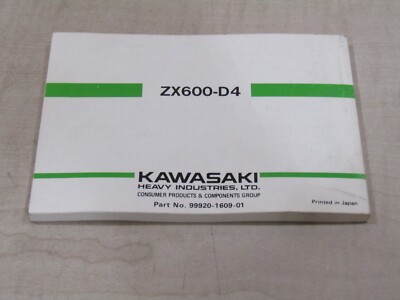 ZX600-D4
KAWASAKI
HEAVY INDUSTRIES, LTD.
CONSUMER PRODUCTS & COMPONENTS GROUP
Part No. 99920-1609-01
Printed in Japan